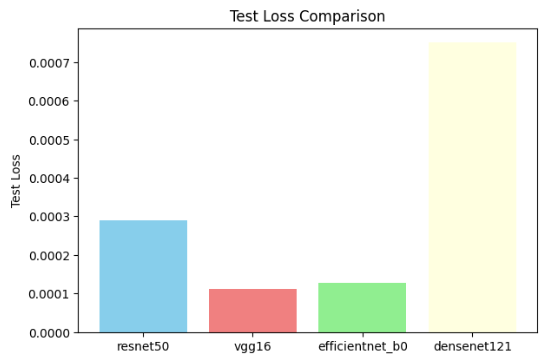 Test Loss Comparison
Test Loss
0.0007
0.0006
0.0005
0.0004
0.0003
0.0002
0.0001
0.0000
resnet50 vgg16 efficientnet_b0 densenet121